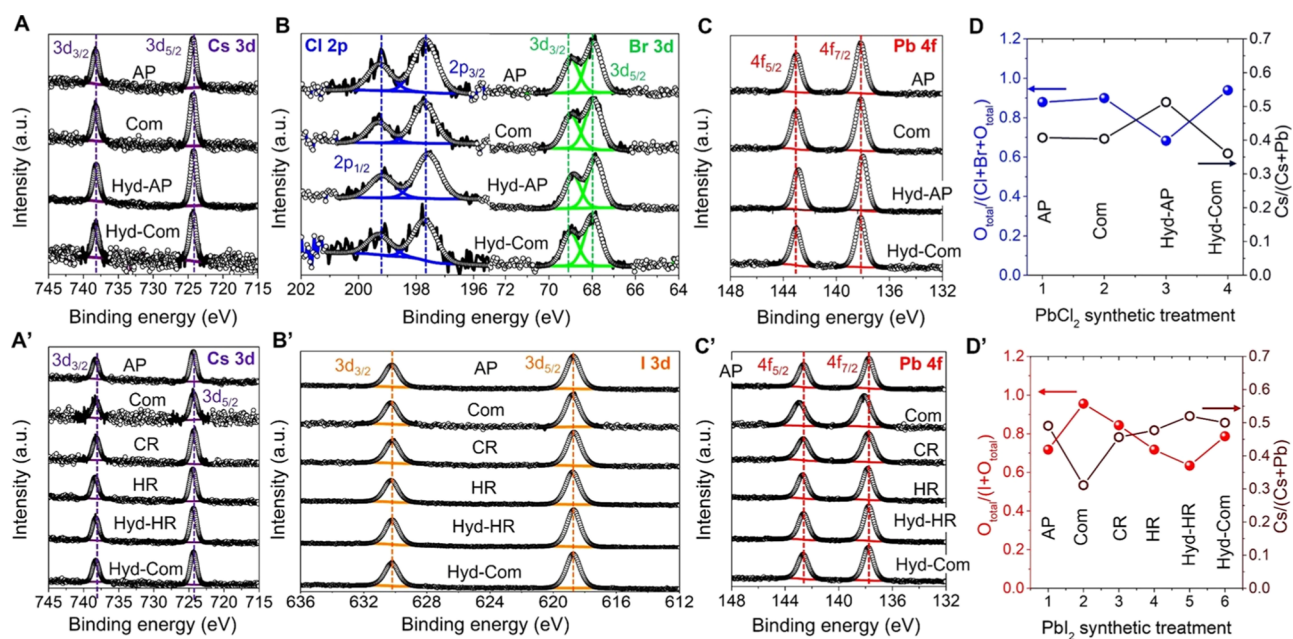 A
3d3/2
3d5/2
Cs 3d
AP
Com
Hyd-AP
Hyd-Com
Intensity (a.u.)
745 740 735 730 725 720 715
Binding energy (eV)
B
Cl 2p
3d3/2
Br 3d
2p3/2
3d5/2
AP
Com
2p1/2
Hyd-AP
Hyd-Com
Intensity (a.u.)
202 200 198 196 72 70 68 66 64
Binding energy (eV)
C
Pb 4f
4f5/2
4f7/2
AP
Com
Hyd-AP
Hyd-Com
Intensity (a.u.)
148 144 140 136 132
Binding energy (eV)
D
1.2
1.0
0.8
0.6
0.4
0.2
0.0
Ototal/(Cl+Br+Ototal)
0.7
0.6
0.5
0.4
0.3
0.2
0.1
0.0
Cs/(Cs+Pb)
AP
Com
Hyd-AP
Hyd-Com
1 2 3 4
PbCl2 synthetic treatment
A'
Cs 3d
3d3/2
AP
Com
3d5/2
CR
HR
Hyd-HR
Hyd-Com
Intensity (a.u.)
745 740 735 730 725 720 715
Binding energy (eV)
B'
3d3/2
3d5/2
I 3d
AP
Com
CR
HR
Hyd-HR
Hyd-Com
Intensity (a.u.)
636 632 628 624 620 616 612
Binding energy (eV)
C'
Pb 4f
4f5/2
4f7/2
AP
Com
CR
HR
Hyd-HR
Hyd-Com
Intensity (a.u.)
148 144 140 136 132
Binding energy (eV)
D'
1.2
1.0
0.8
0.6
0.4
0.2
0.0
Ototal/(I+Ototal)
0.7
0.6
0.5
0.4
0.3
0.2
0.1
0.0
Cs/(Cs+Pb)
AP
Com
CR
HR
Hyd-HR
Hyd-Com
1 2 3 4 5 6
PbI2 synthetic treatment